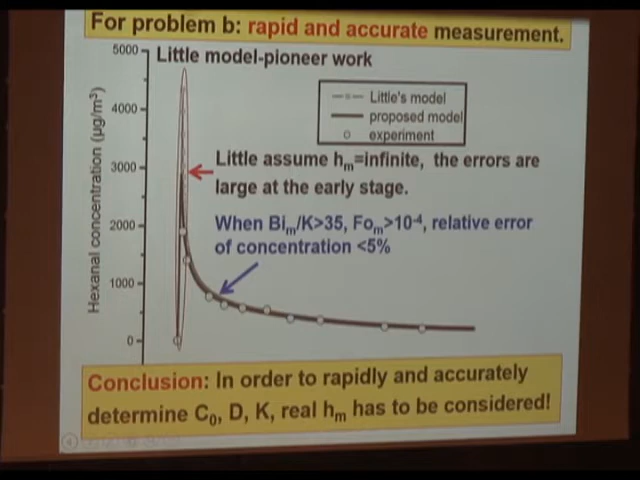 For problem b: rapid and accurate measurement.
Little model-pioneer work
5000
4000
3000
2000
1000
0
Hexanal concentration (μg/m³)
Little's model
proposed model
experiment
Little assume hₘ=infinite, the errors are
large at the early stage.
When Biₘ/K>35, Foₘ>10⁻⁴, relative error
of concentration <5%
Conclusion: In order to rapidly and accurately
determine C₀, D, K, real hₘ has to be considered!